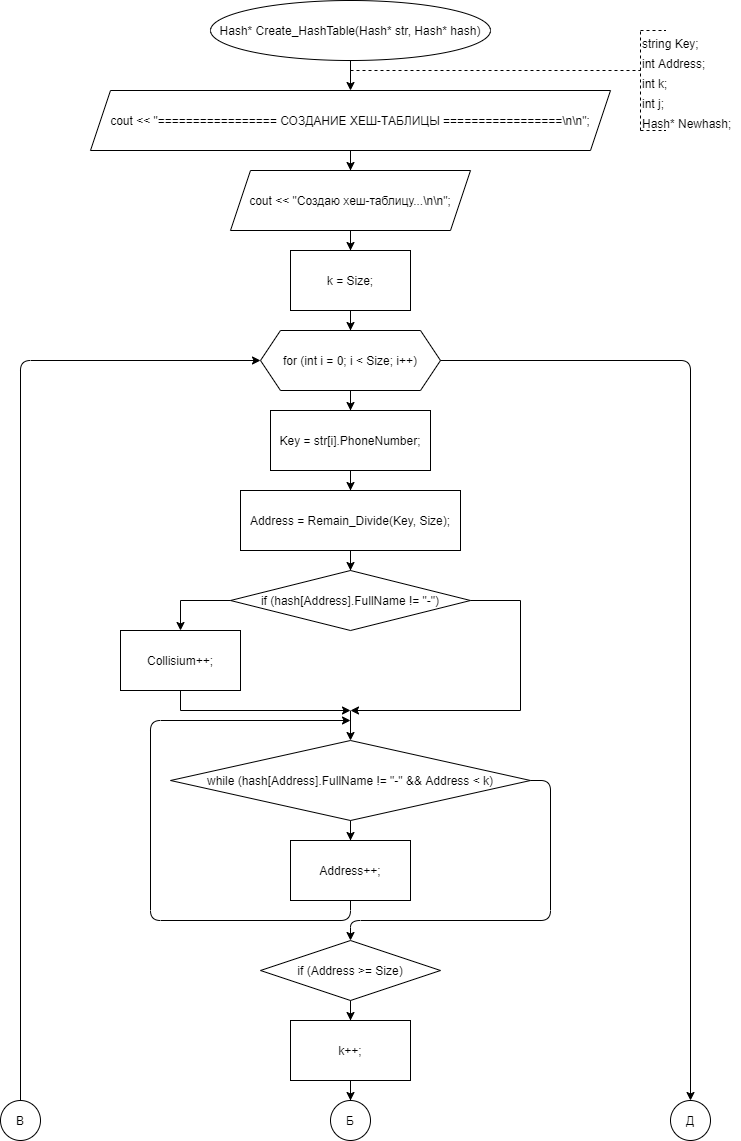 Hash* Create_HashTable(Hash* str, Hash* hash)
string Key;
int Address;
int k;
int j;
Hash* Newhash;
cout << "================= СОЗДАНИЕ ХЕШ-ТАБЛИЦЫ =================\n\n";
cout << "Создаю хеш-таблицу...\n\n";
k = Size;
for (int i = 0; i < Size; i++)
Key = str[i].PhoneNumber;
Address = Remain_Divide(Key, Size);
if (hash[Address].FullName != "-")
Collisium++;
while (hash[Address].FullName != "-" && Address < k)
Address++;
if (Address >= Size)
k++;
В
Б
Д